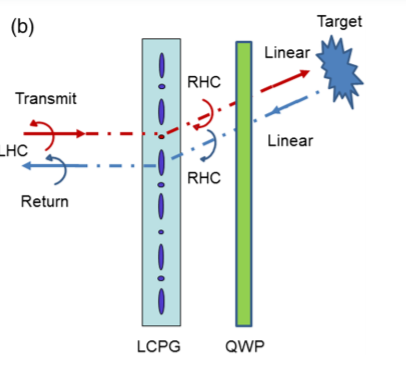 (b)
Target
Linear
RHC
Transmit
Linear
LHC
RHC
Return
LCPG
QWP